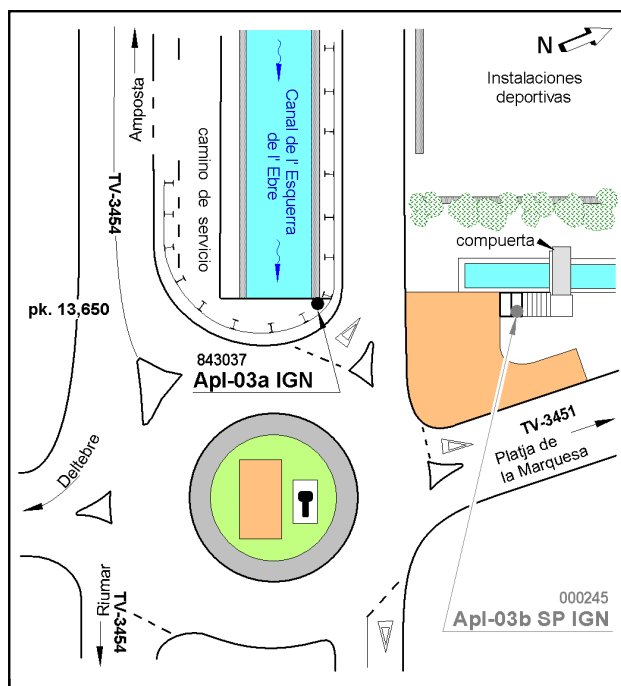 N
Instalaciones
deportivas
Amposta
TV-3454
camino de servicio
Canal de l' Esquerra
de l' Ebre
compuerta
pk. 13,650
843037
Apl-03a IGN
TV-3451
Platja de
la Marquesa
Deltebre
Riumar
TV-3454
000245
Apl-03b SP IGN